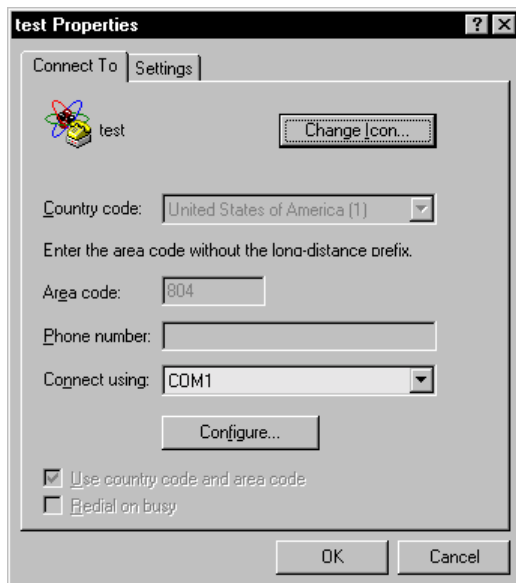 test Properties
? X
Connect To Settings
test
Change Icon...
Country code: United States of America (1)
Enter the area code without the long-distance prefix.
Area code: 804
Phone number:
Connect using: COM1
Configure...
Use country code and area code
Redial on busy
OK Cancel